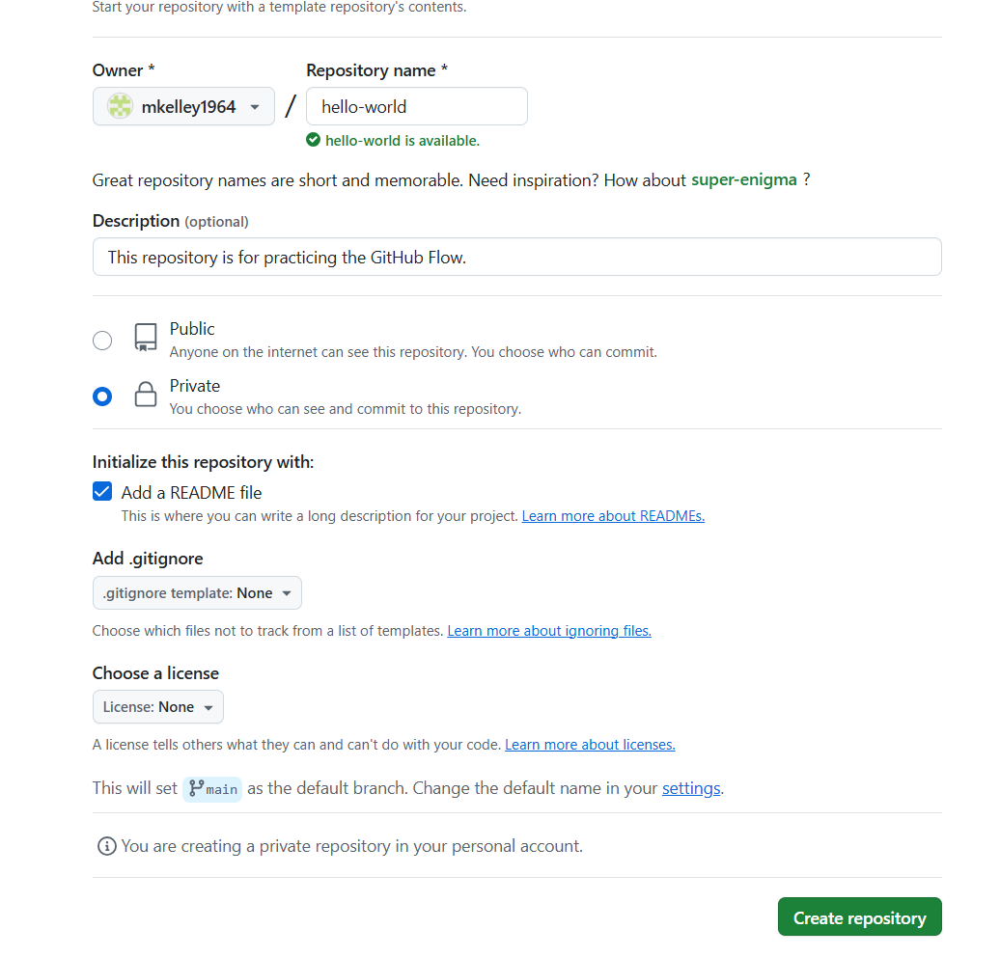 Start your repository with a template repository's contents.
Owner * Repository name *
mkelley1964 / hello-world
hello-world is available.
Great repository names are short and memorable. Need inspiration? How about super-enigma ?
Description (optional)
This repository is for practicing the GitHub Flow.
Public
Anyone on the internet can see this repository. You choose who can commit.
Private
You choose who can see and commit to this repository.
Initialize this repository with:
Add a README file
This is where you can write a long description for your project. Learn more about READMEs.
Add .gitignore
.gitignore template: None
Choose which files not to track from a list of templates. Learn more about ignoring files.
Choose a license
License: None
A license tells others what they can and can't do with your code. Learn more about licenses.
This will set main as the default branch. Change the default name in your settings.
You are creating a private repository in your personal account.
Create repository